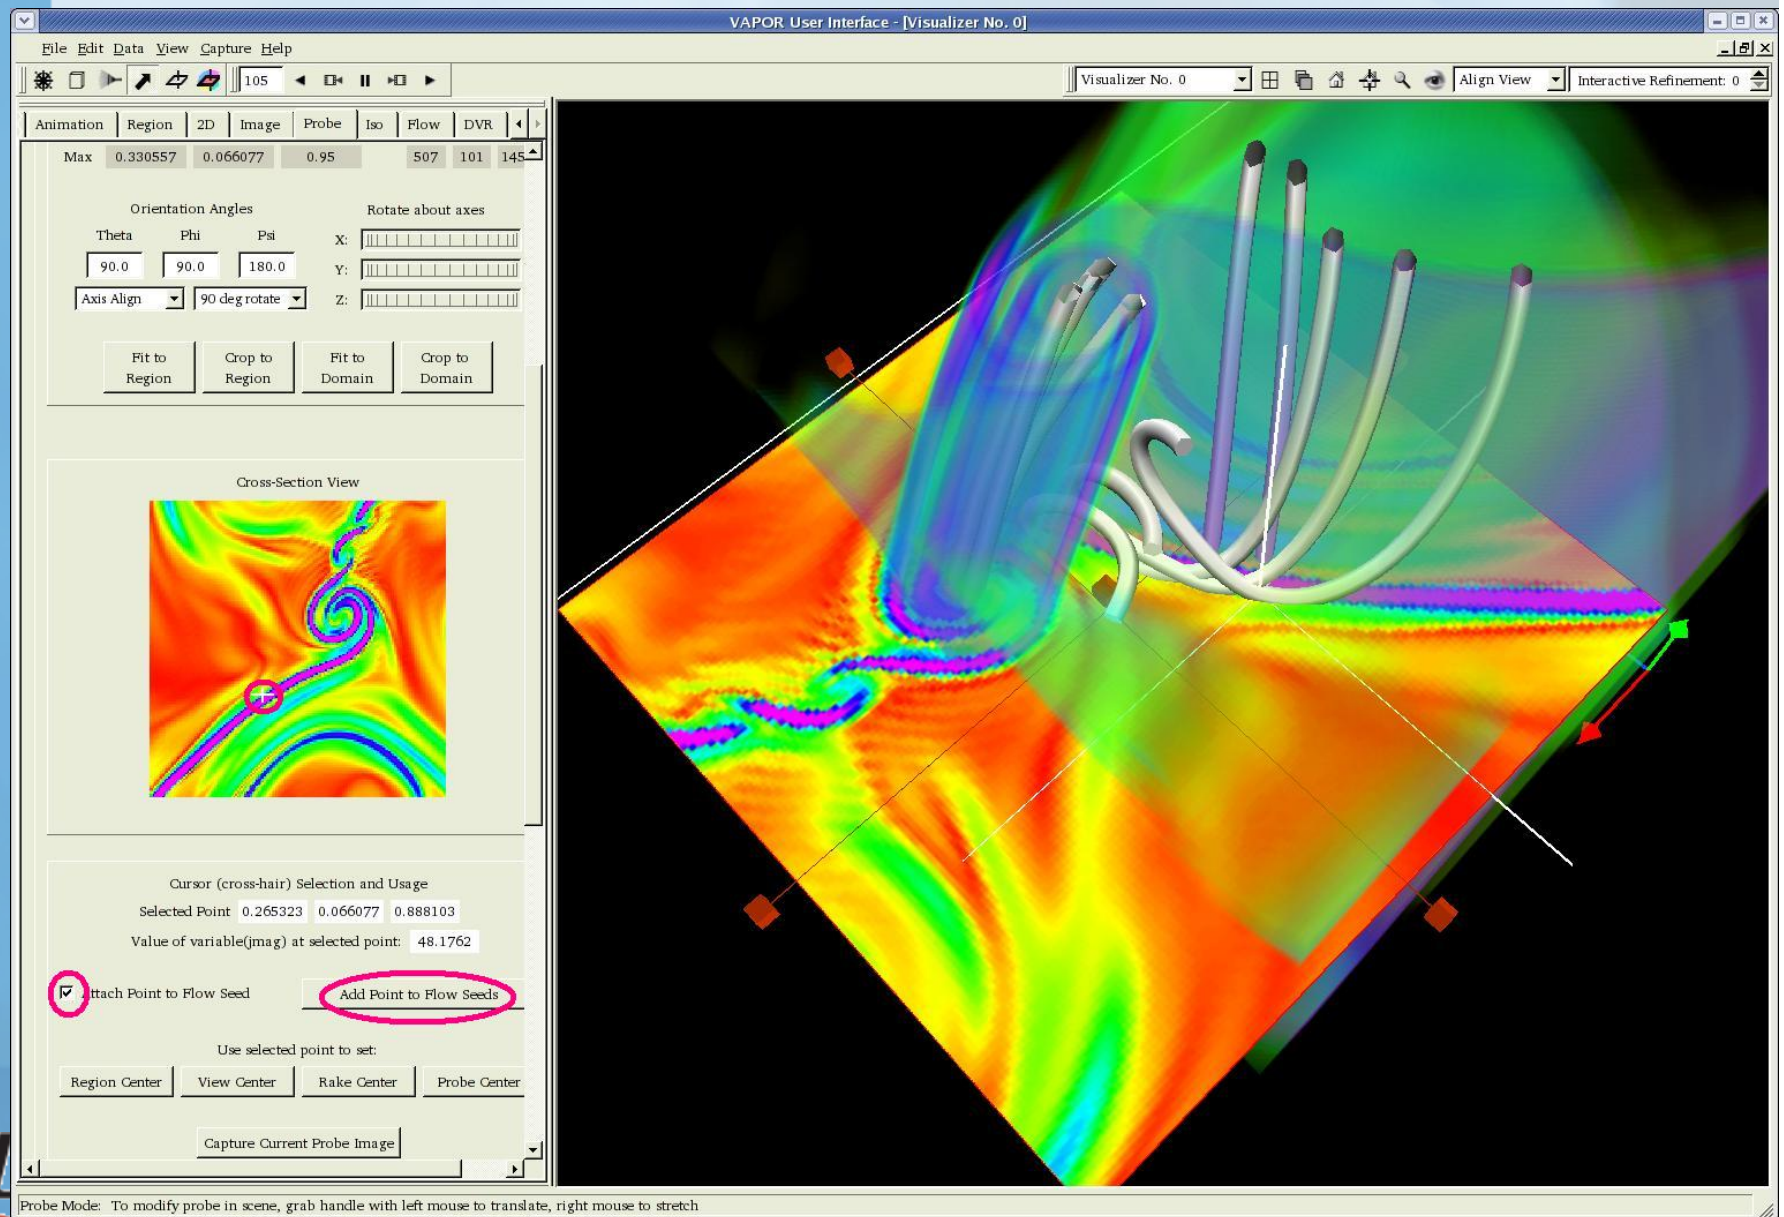 VAPOR User Interface - [Visualizer No. 0]
File Edit Data View Capture Help
105
Visualizer No. 0
Align View
Interactive Refinement: 0
Animation Region 2D Image Probe Iso Flow DVR
Max 0.330557 0.066077 0.95 507 101 145
Orientation Angles Rotate about axes
Theta Phi Psi
X:
90.0 90.0 180.0
Y:
Axis Align 90 deg rotate
Z:
Fit to Region
Crop to Region
Fit to Domain
Crop to Domain
Cross-Section View
Cursor (cross-hair) Selection and Usage
Selected Point 0.265323 0.066077 0.888103
Value of variable(jmag) at selected point: 48.1762
ttach Point to Flow Seed Add Point to Flow Seeds
Use selected point to set:
Region Center View Center Rake Center Probe Center
Capture Current Probe Image
Probe Mode: To modify probe in scene, grab handle with left mouse to translate, right mouse to stretch